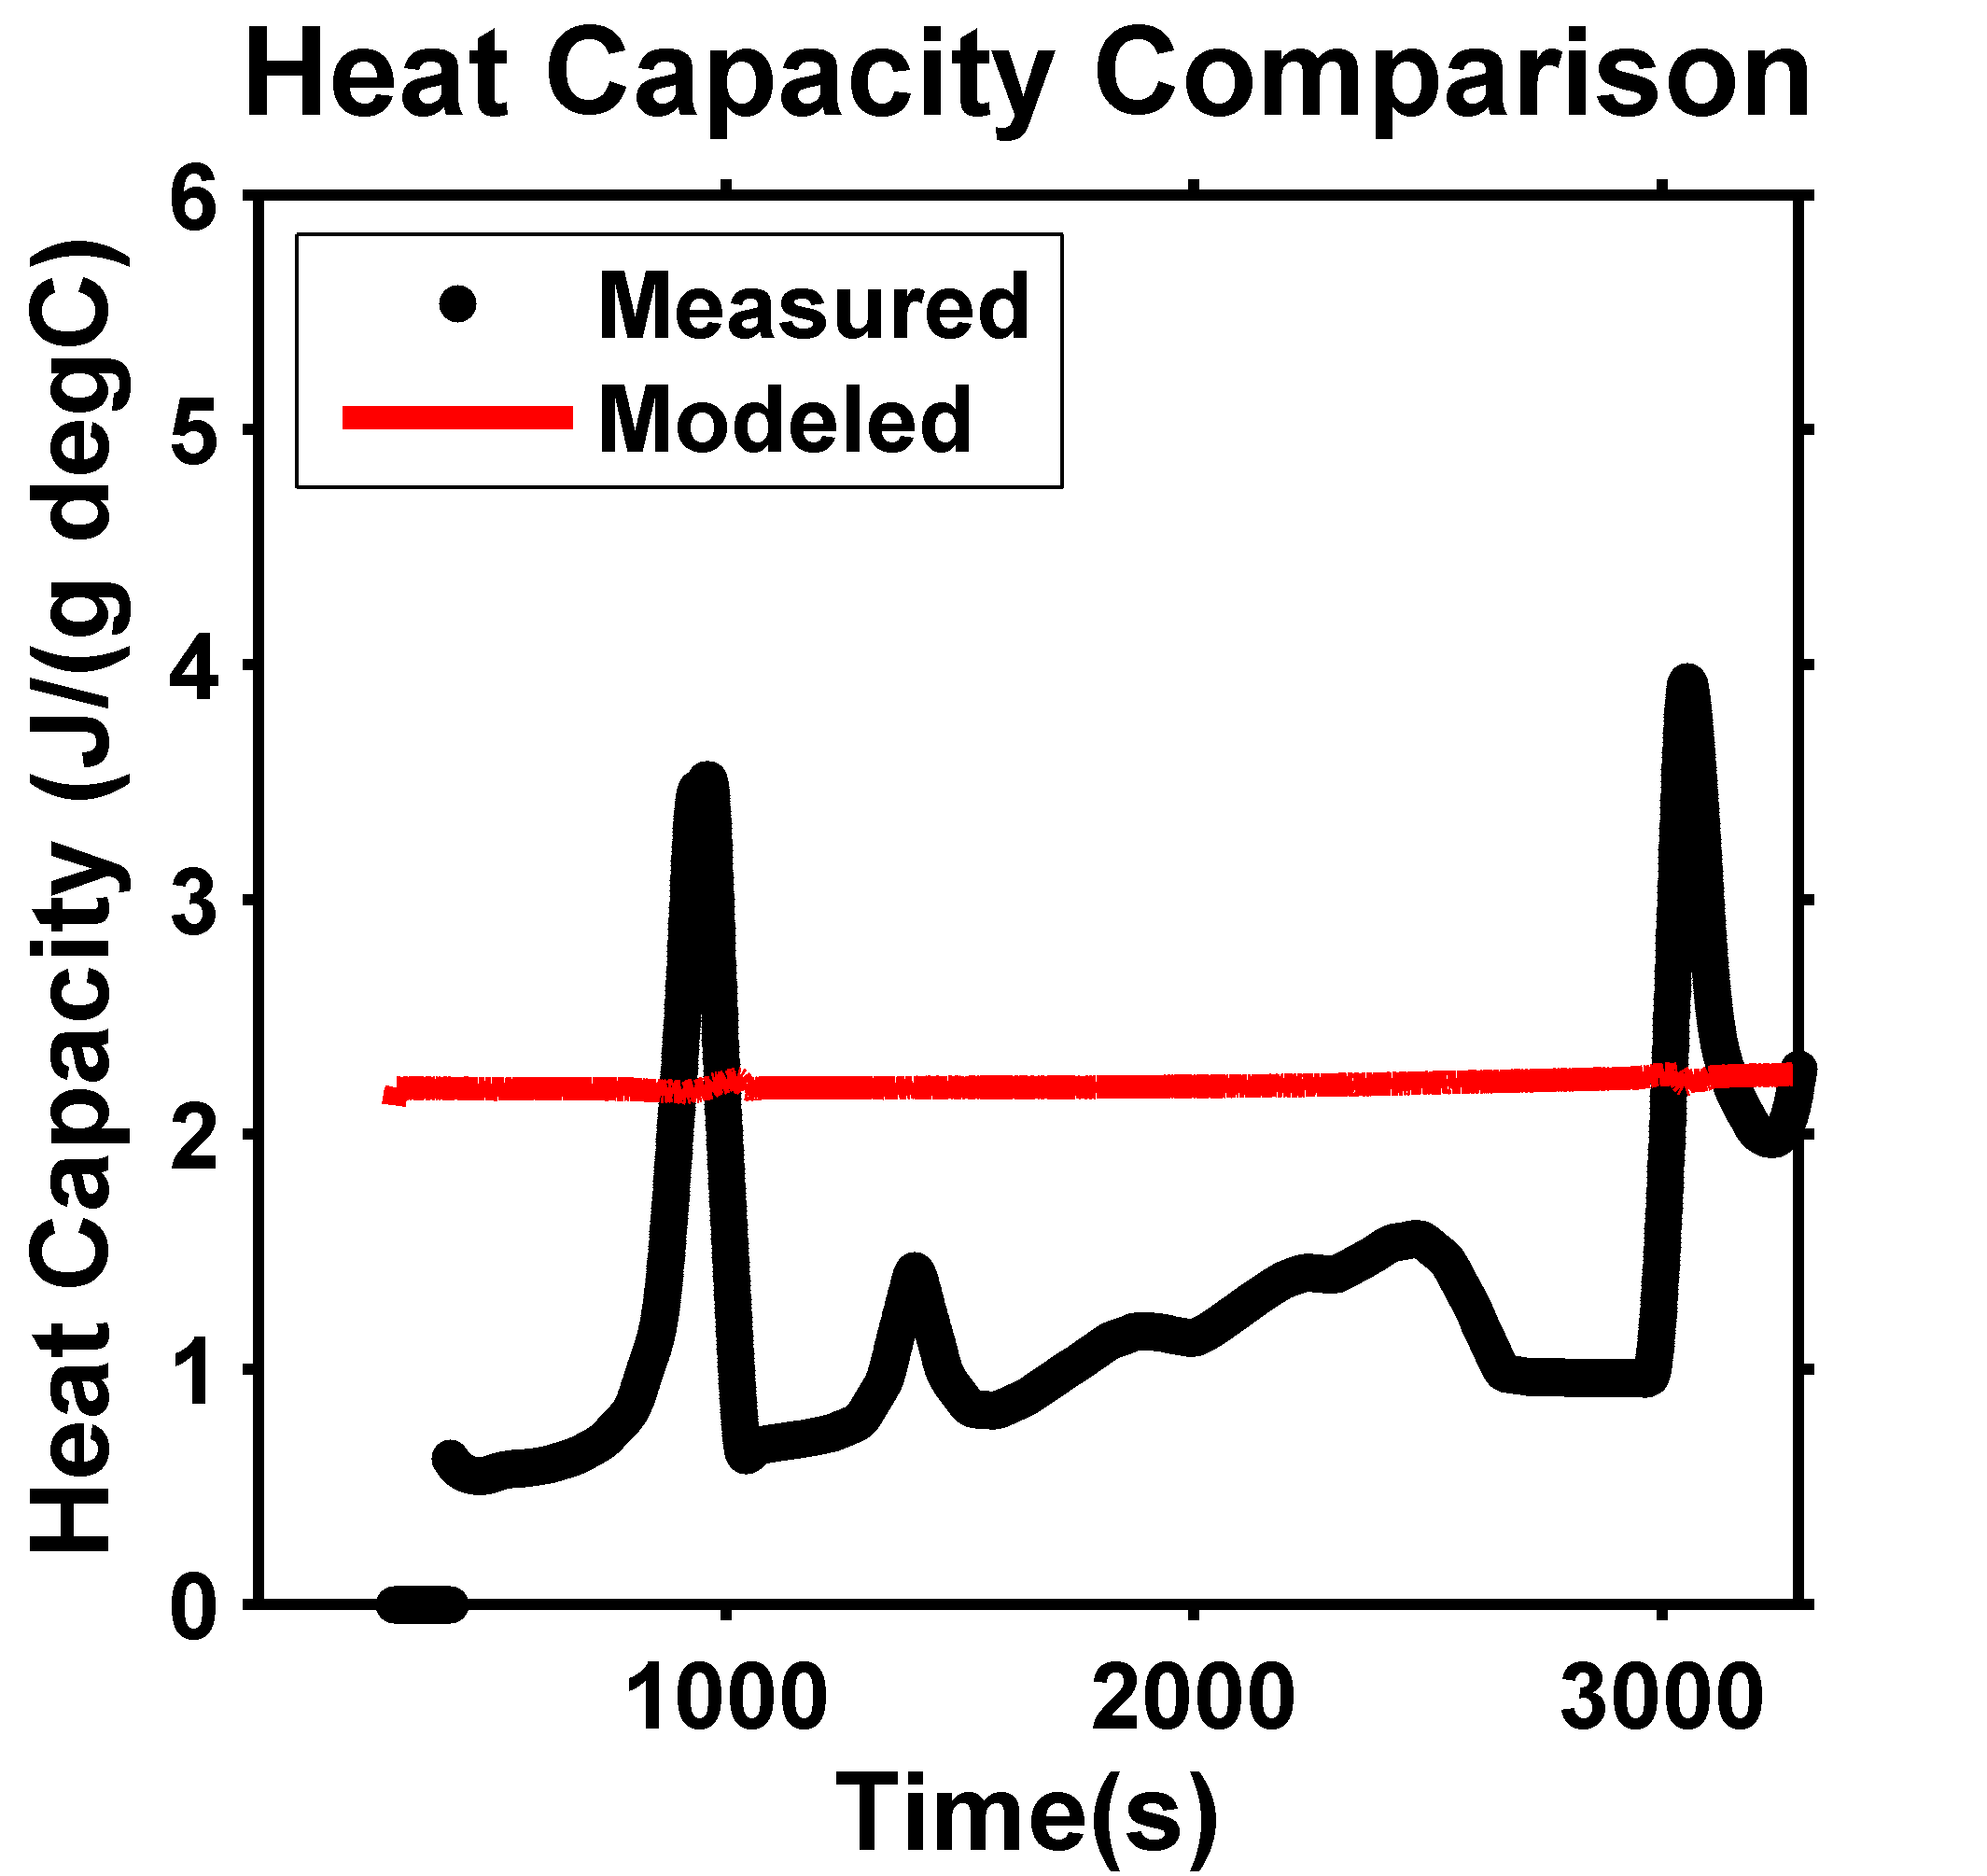 Heat Capacity Comparison
Heat Capacity (J/(g degC)
6
5
4
3
2
1
0
Measured
Modeled
1000 2000 3000
Time(s)